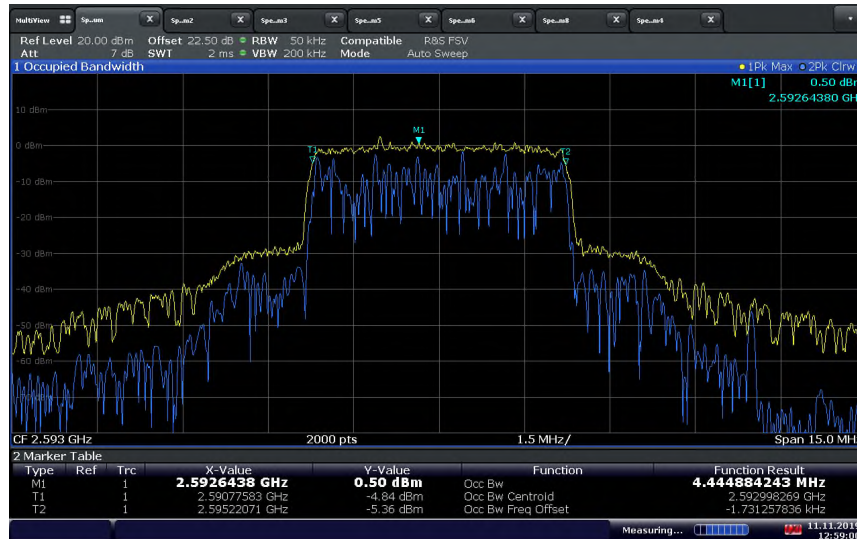 MultiView Sp...um X Sp...m2 X Spe...m3 X Spe...m5 X Spe...m6 X Spe...m8 X Spe...m4 X
Ref Level 20.00 dBm Offset 22.50 dB RBW 50 kHz Compatible R&S FSV
Att 7 dB SWT 2 ms VBW 200 kHz Mode Auto Sweep
1 Occupied Bandwidth 1Pk Max 2Pk Clrw
M1[1] 0.50 dBm
2.59264380 GH
10 dBm
M1
0 dBm
T1 T2
-10 dBm
-20 dBm
-30 dBm
-40 dBm
-50 dBm
-60 dBm
CF 2.593 GHz 2000 pts 1.5 MHz/ Span 15.0 MH
2 Marker Table
Type Ref Trc X-Value Y-Value Function Function Result
M1 1 2.5926438 GHz 0.50 dBm Occ Bw 4.444884243 MHz
T1 1 2.59077583 GHz -4.84 dBm Occ Bw Centroid 2.592998269 GHz
T2 1 2.59522071 GHz -5.36 dBm Occ Bw Freq Offset -1.731257836 kHz
Measuring... 11.11.2019
12:59:0